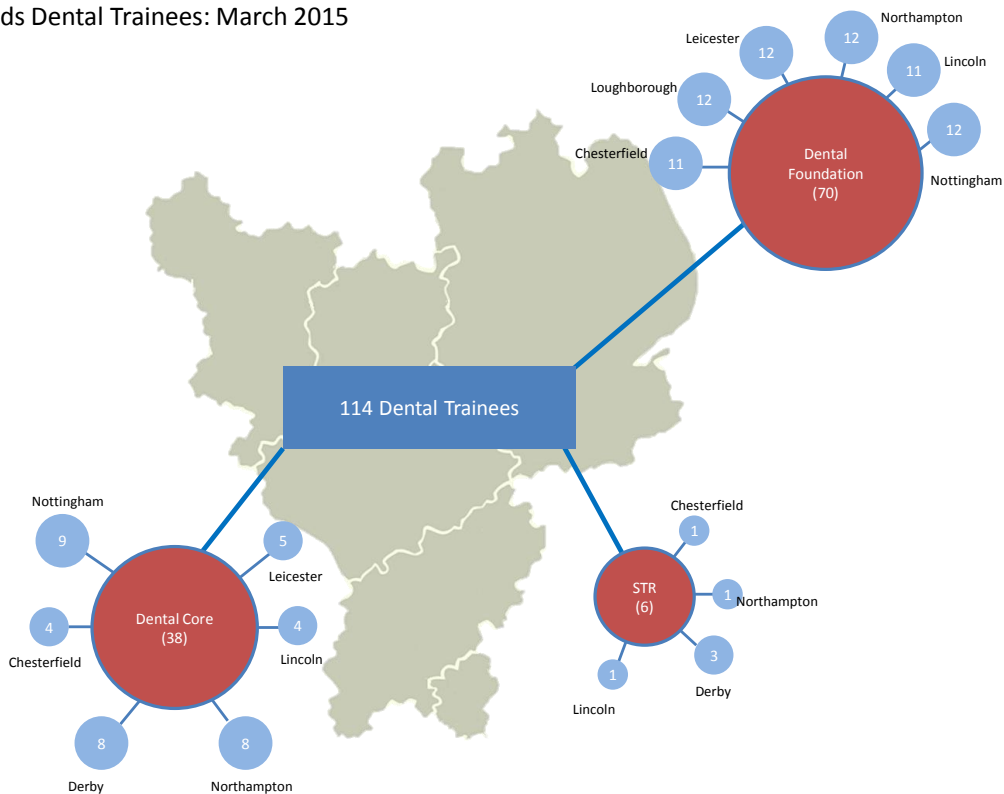 ds Dental Trainees: March 2015
Northampton
12
Leicester
12
Lincoln
11
Loughborough
12
12
Nottingham
Chesterfield
11
Dental
Foundation
(70)
114 Dental Trainees
Nottingham
9
5
Leicester
Chesterfield
4
Dental Core
(38)
4
Lincoln
8
Derby
8
Northampton
Chesterfield
1
STR
(6)
1
Northampton
3
Derby
1
Lincoln